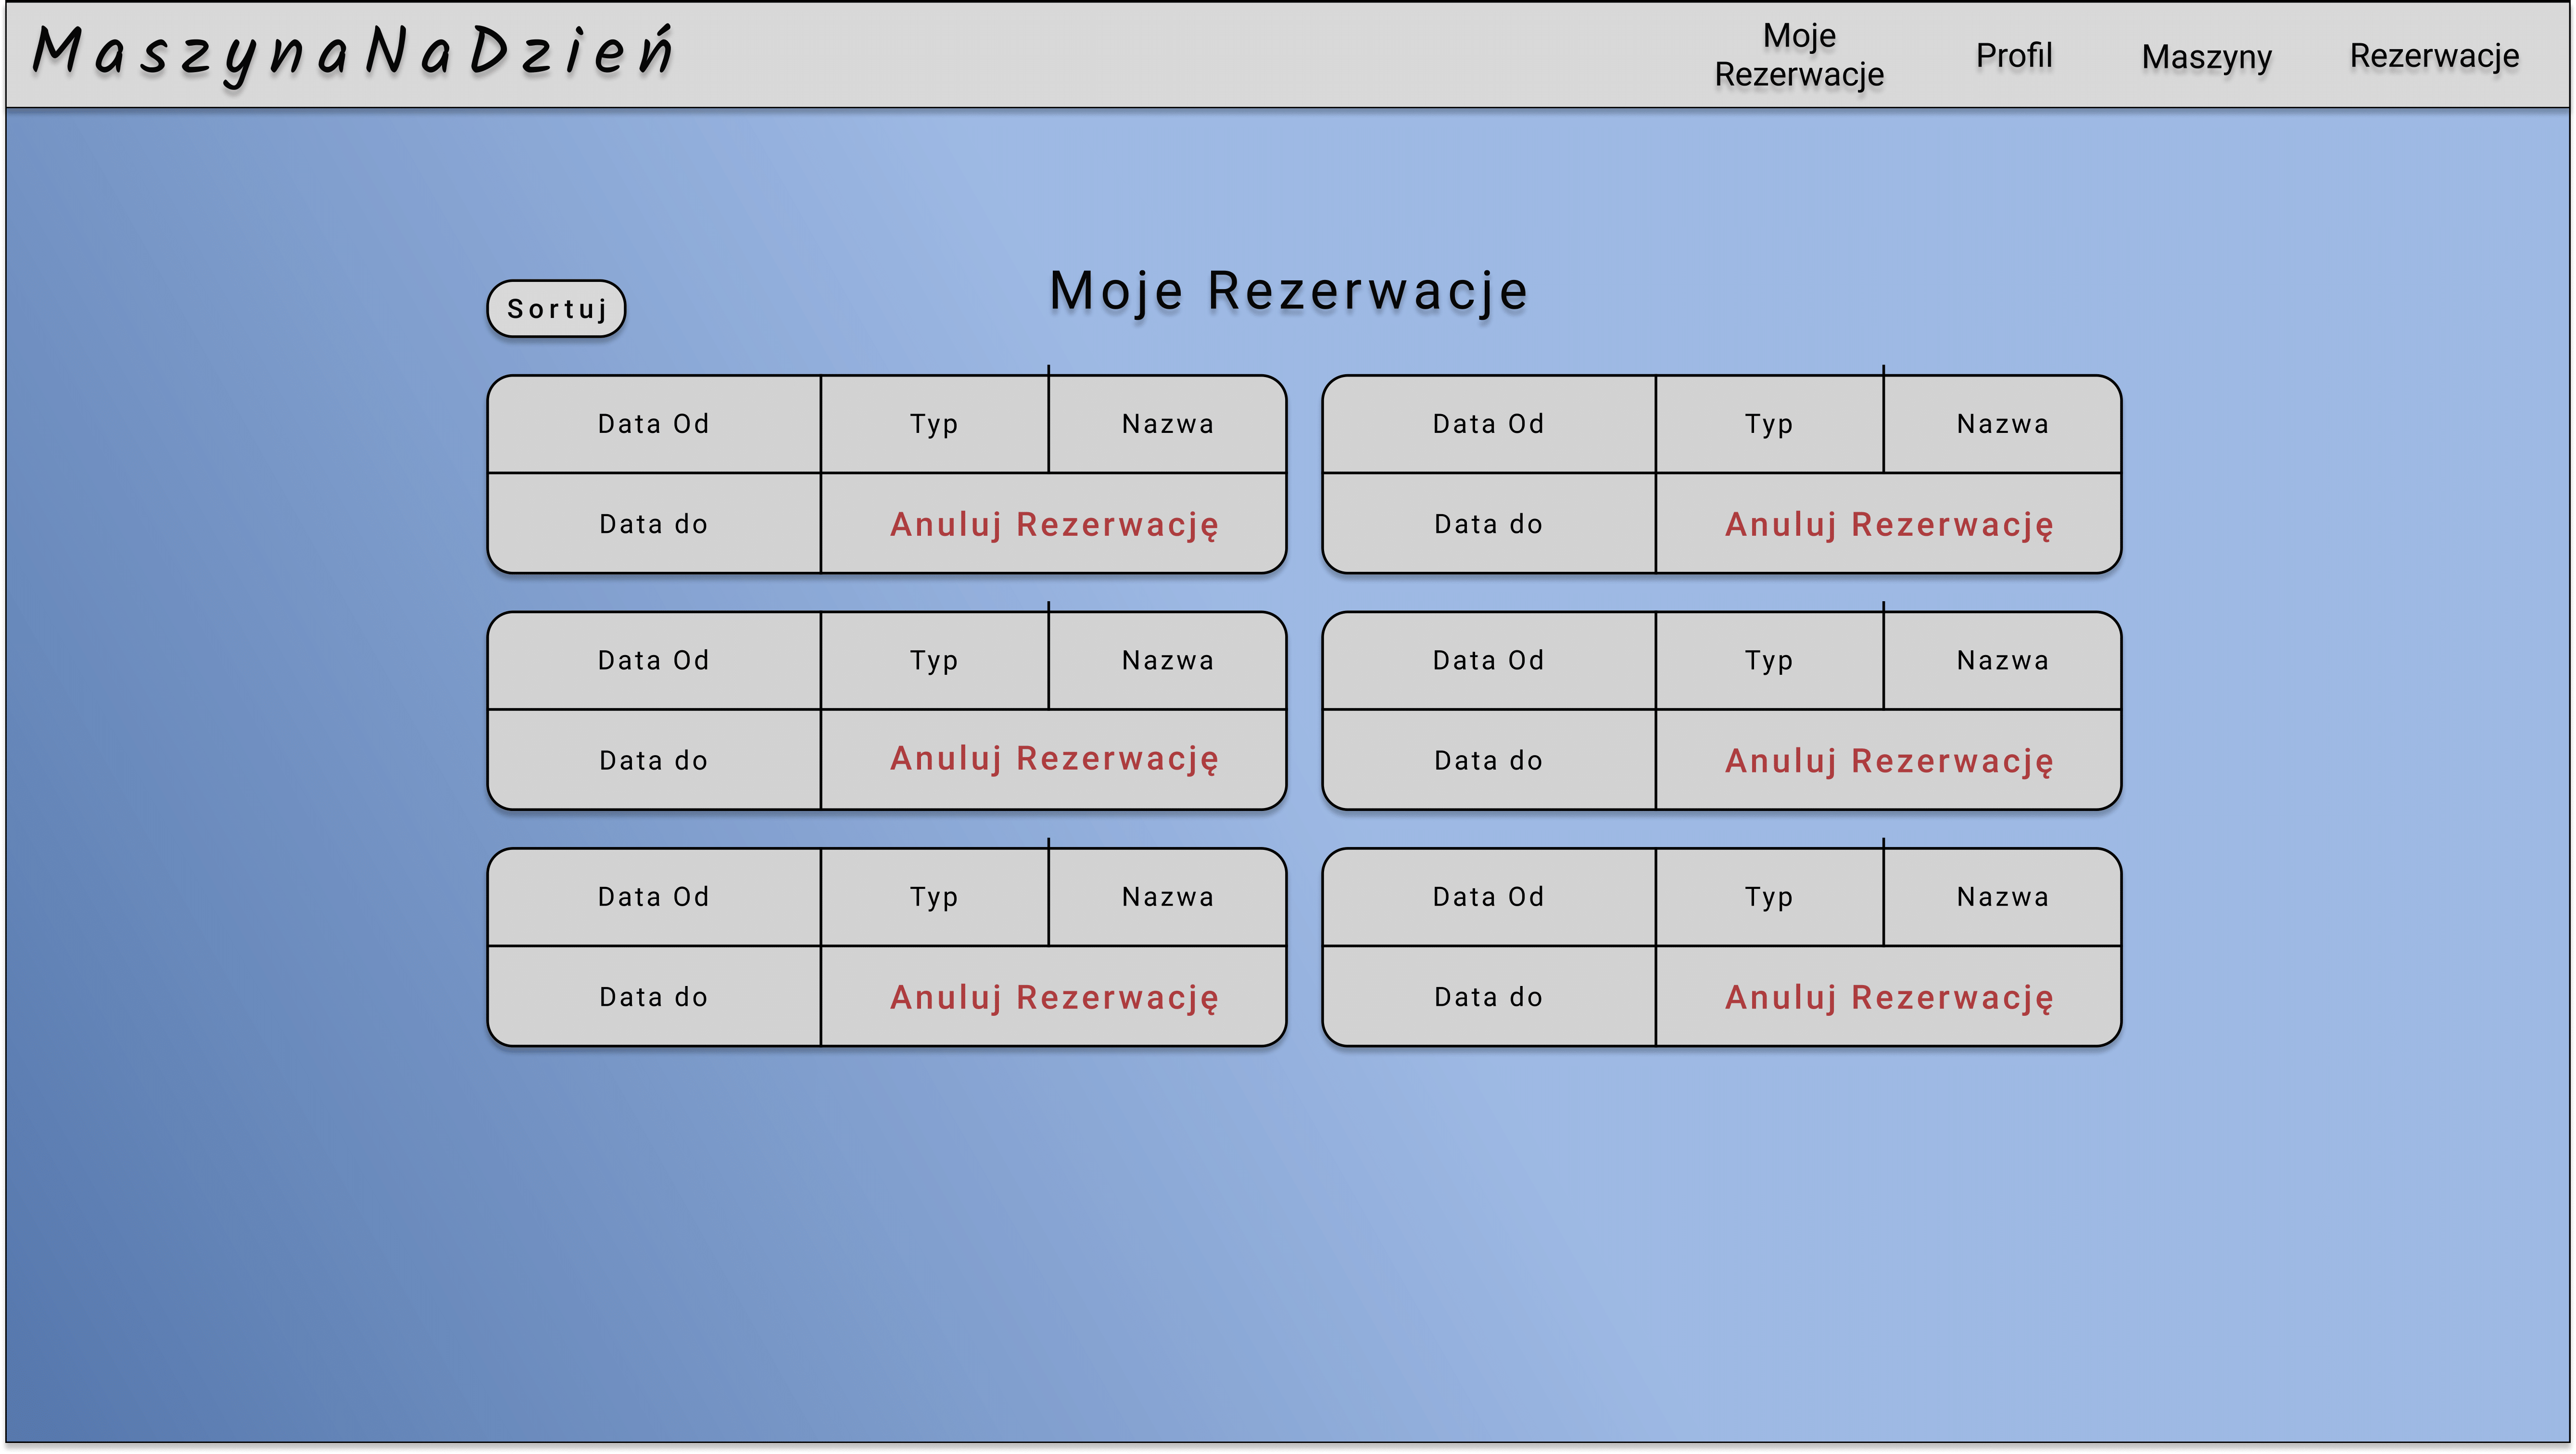 MaszynaNaDzień
Moje
Rezerwacje
Profil
Maszyny
Rezerwacje
Sortuj
Moje Rezerwacje
Data Od Typ Nazwa
Data do Anuluj Rezerwację
Data Od Typ Nazwa
Data do Anuluj Rezerwację
Data Od Typ Nazwa
Data do Anuluj Rezerwację
Data Od Typ Nazwa
Data do Anuluj Rezerwację
Data Od Typ Nazwa
Data do Anuluj Rezerwację
Data Od Typ Nazwa
Data do Anuluj Rezerwację